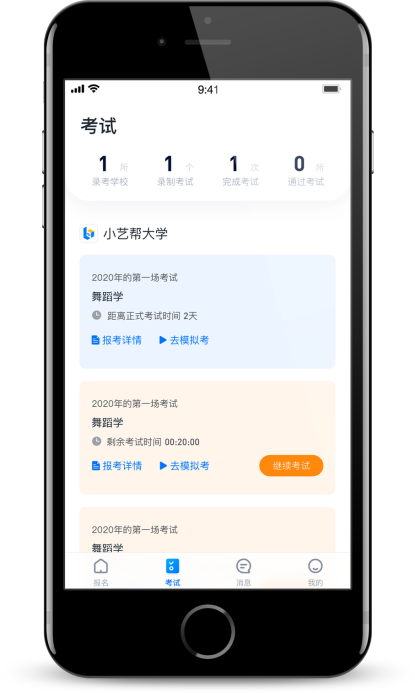 9:41
考试
1 所
1 个
1 次
0 所
录考学校
录制考试
完成考试
通过考试
小艺帮大学
2020年的第一场考试
舞蹈学
距离正式考试时间 2天
报考详情
去模拟考
2020年的第一场考试
舞蹈学
剩余考试时间 00:20:00
报考详情
去模拟考
继续考试
2020年的第一场考试
舞蹈学
报名
考试
消息
我的